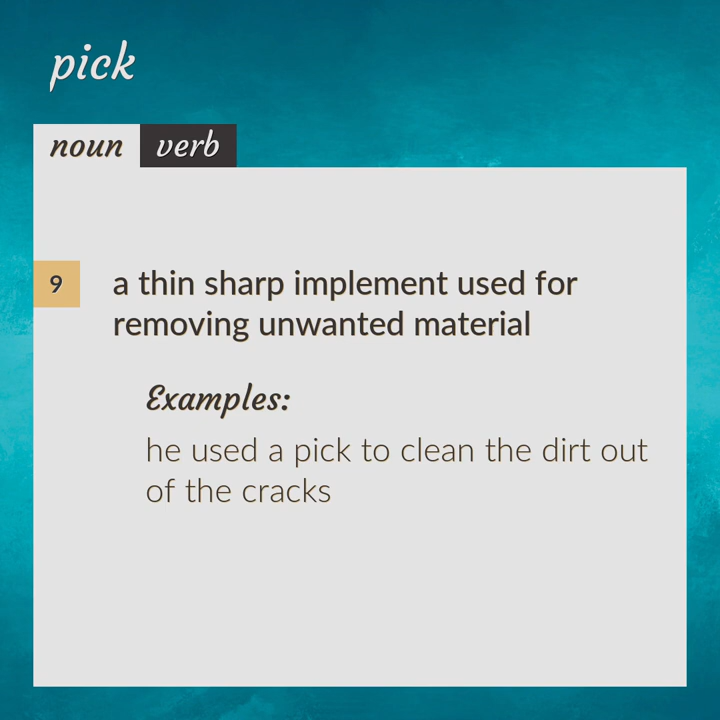 pick
noun verb
9 a thin sharp implement used for
removing unwanted material
Examples:
he used a pick to clean the dirt out
of the cracks